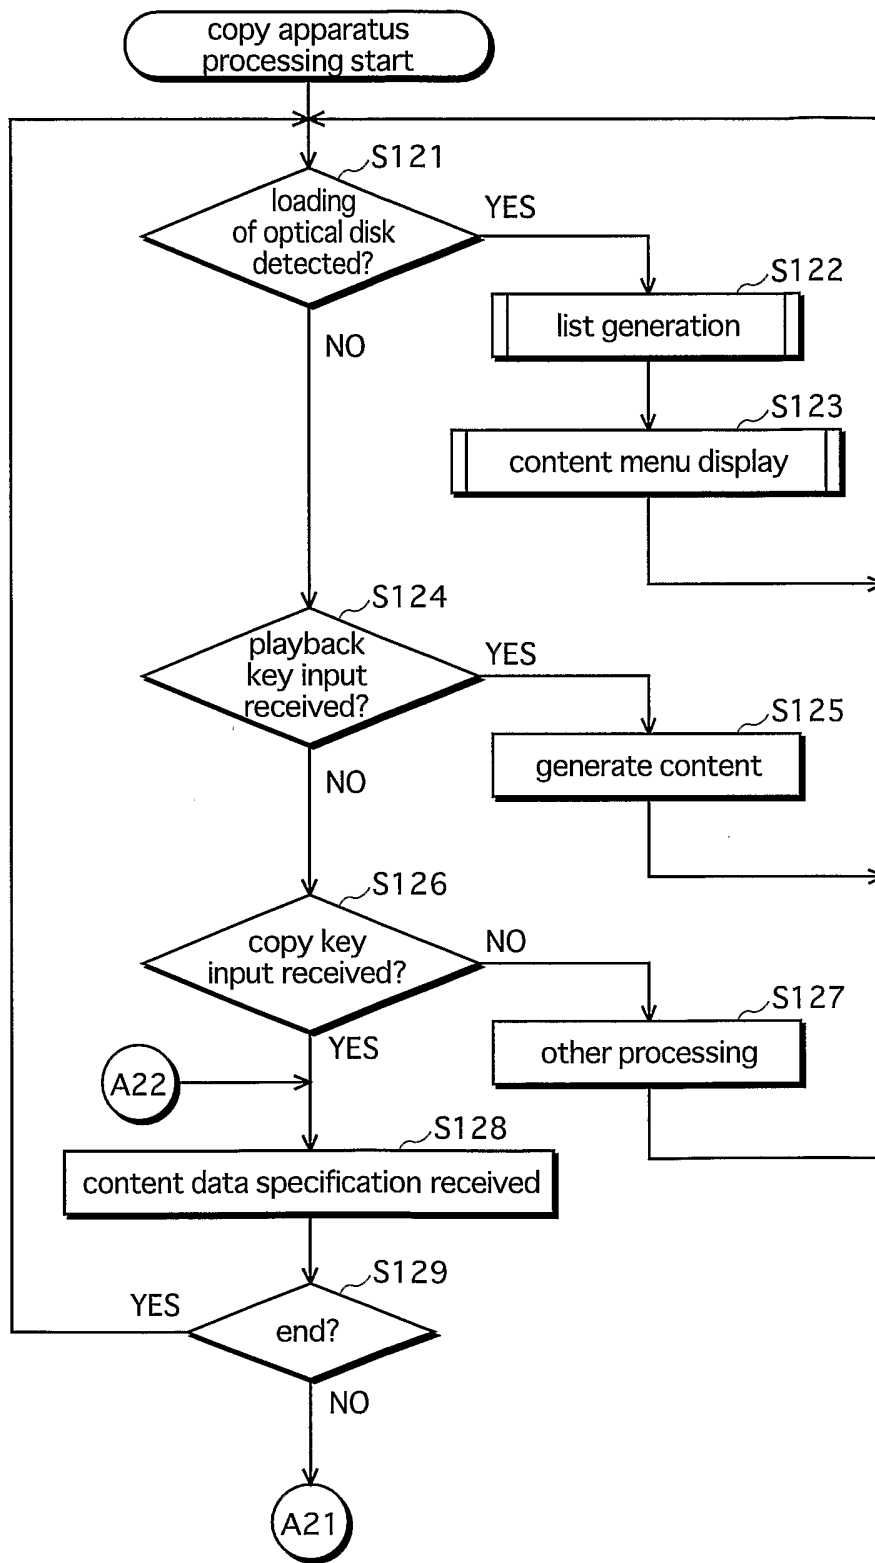 copy apparatus
processing start
S121
loading
of optical disk
detected?
YES
S122
list generation
NO
S123
content menu display
S124
playback
key input
received?
YES
S125
generate content
NO
S126
copy key
input received?
NO
S127
other processing
YES
A22
S128
content data specification received
S129
YES
end?
NO
A21